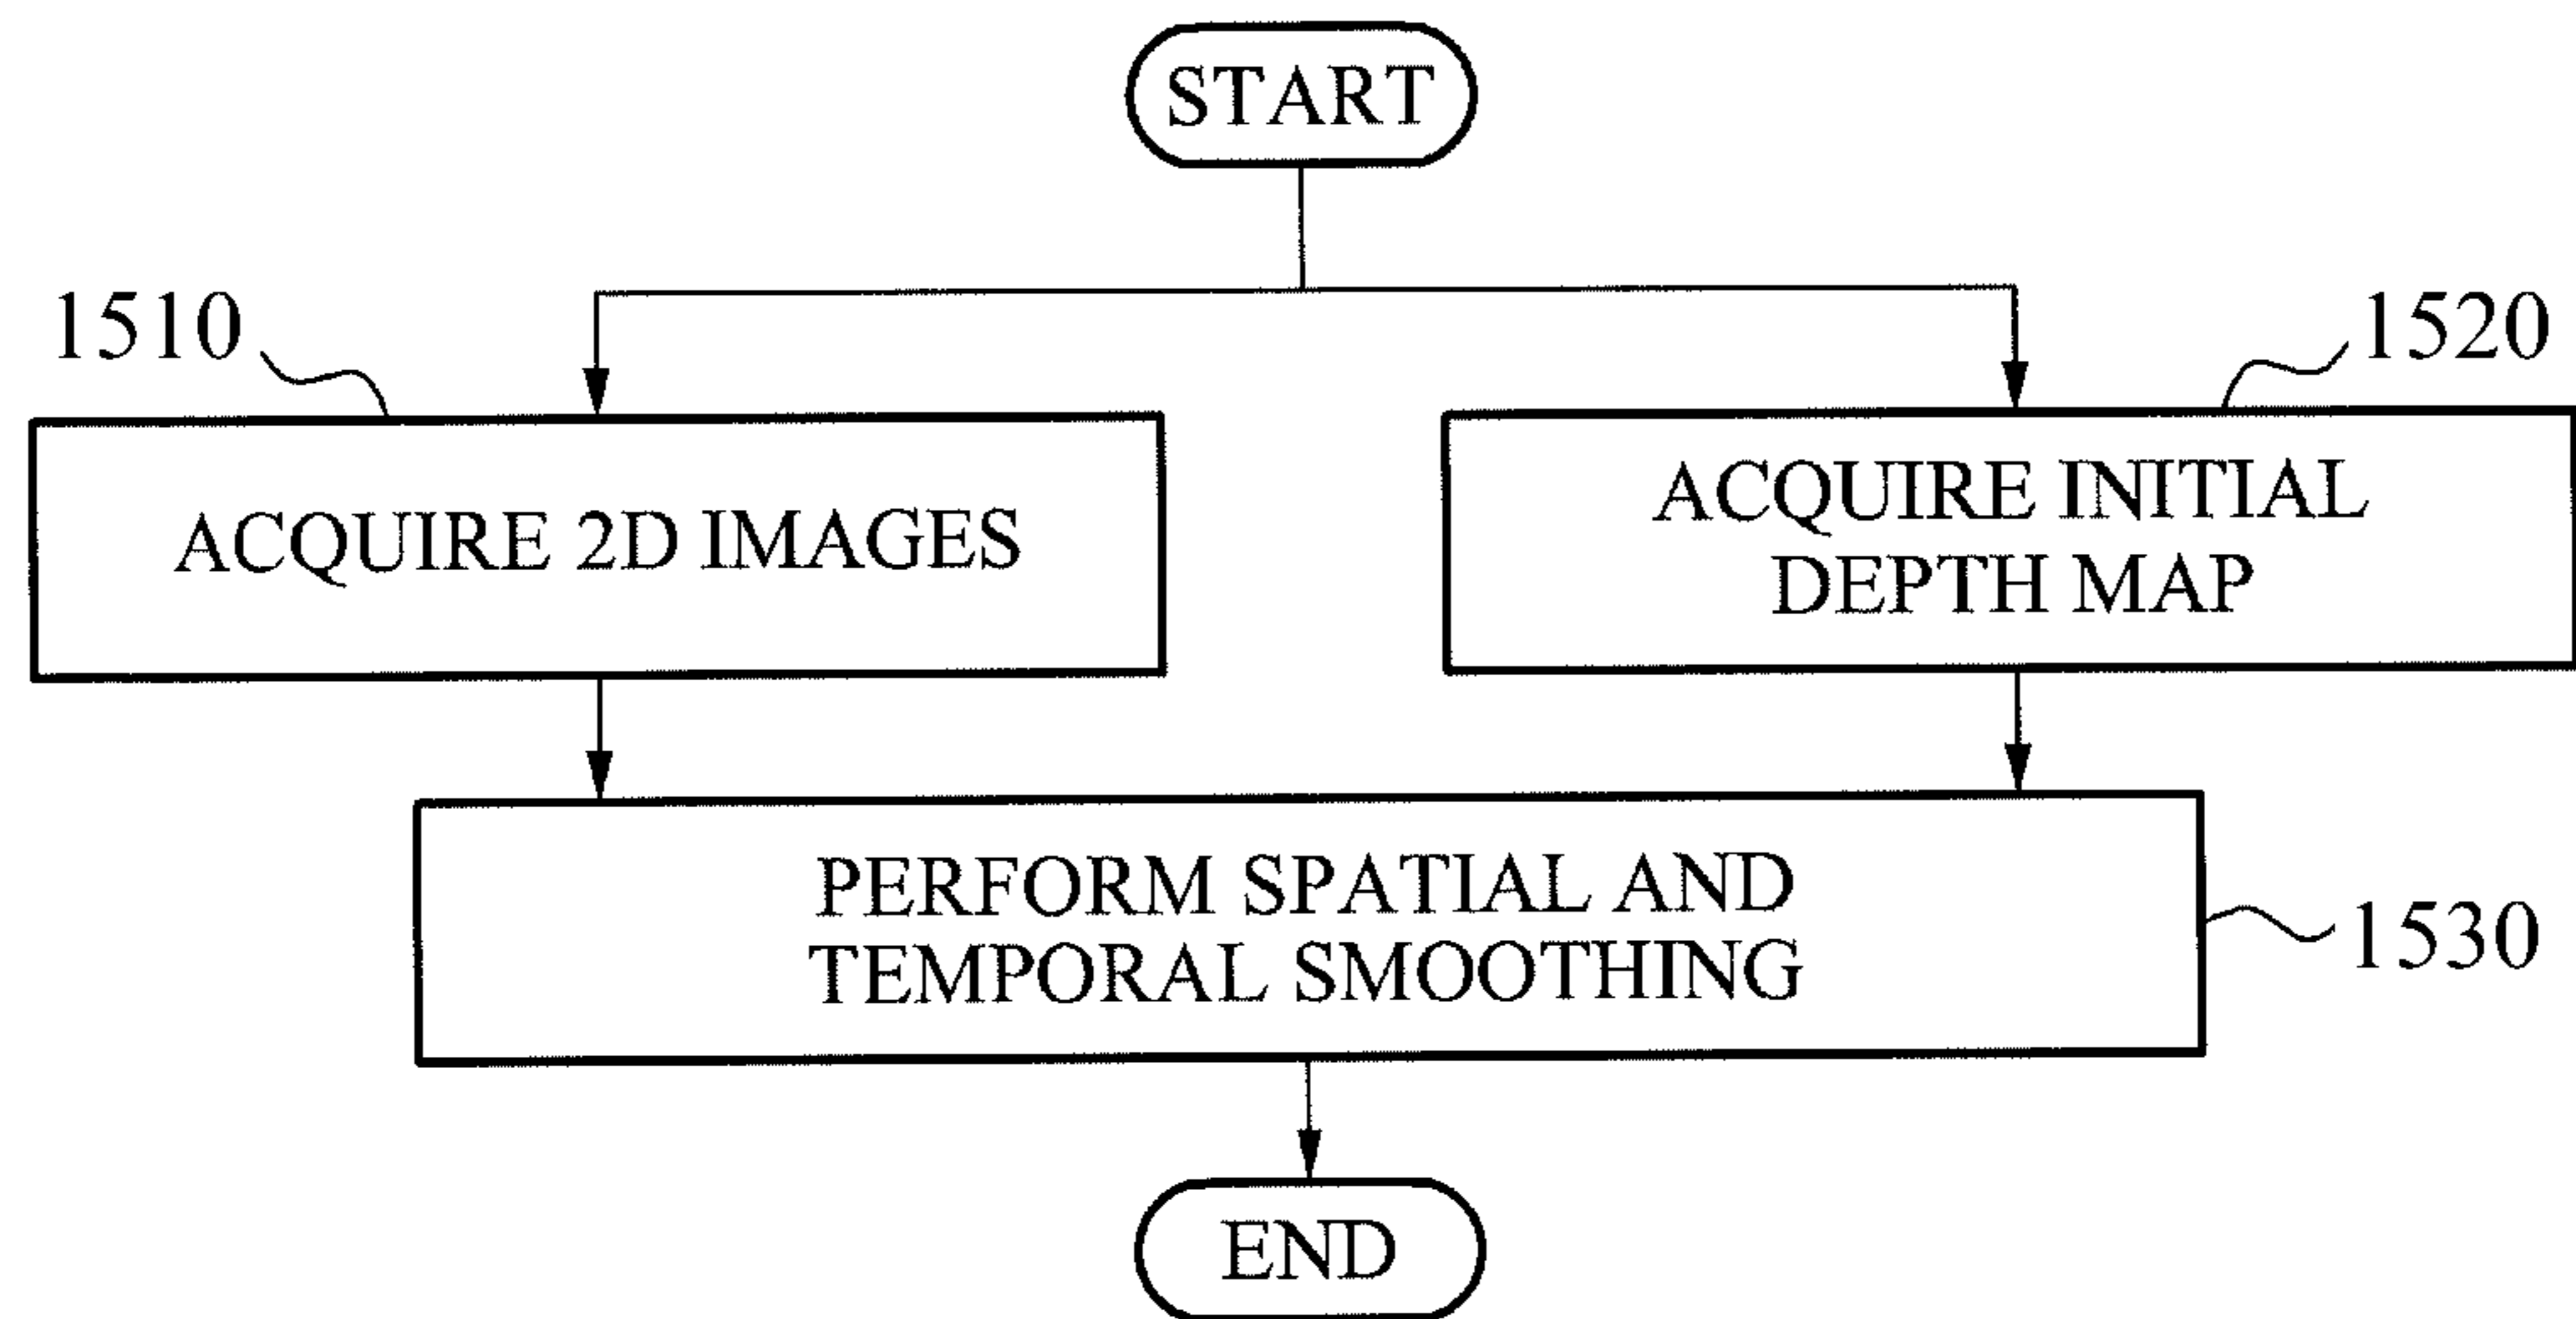 START
1510
1520
ACQUIRE 2D IMAGES
ACQUIRE INITIAL
DEPTH MAP
PERFORM SPATIAL AND
TEMPORAL SMOOTHING
1530
END